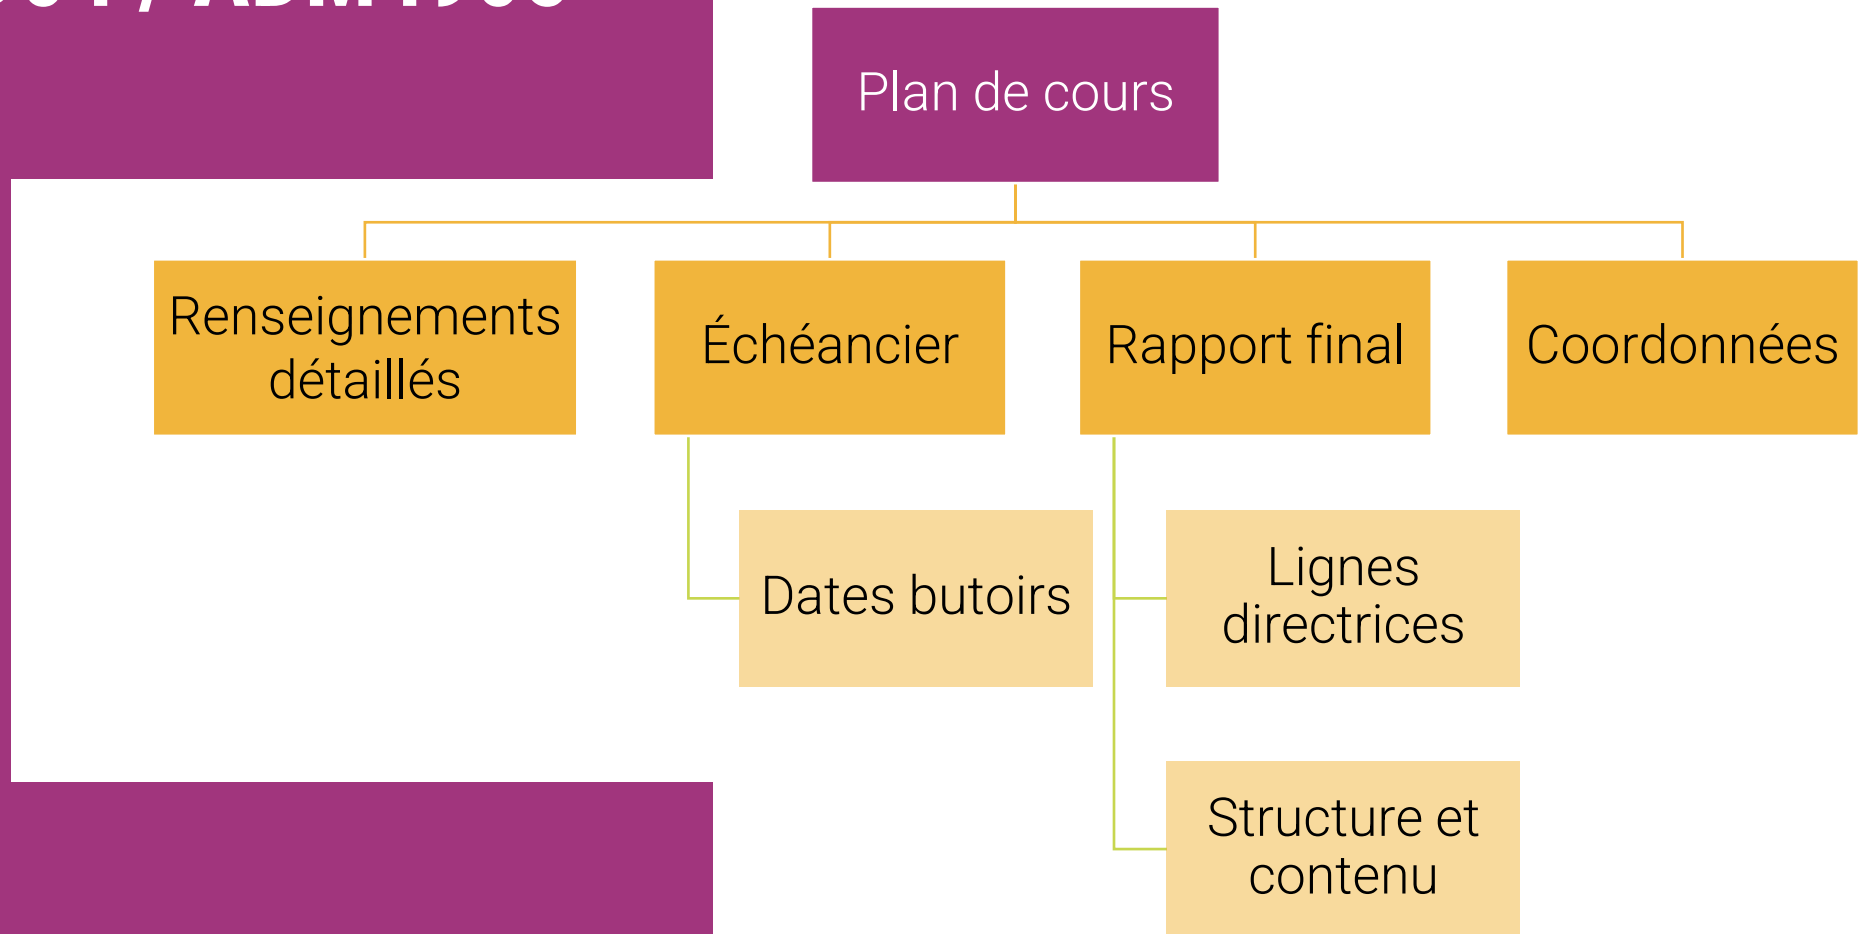 Plan de cours
Renseignements
détaillés
Échéancier
Rapport final
Coordonnées
Dates butoirs
Lignes
directrices
Structure et
contenu